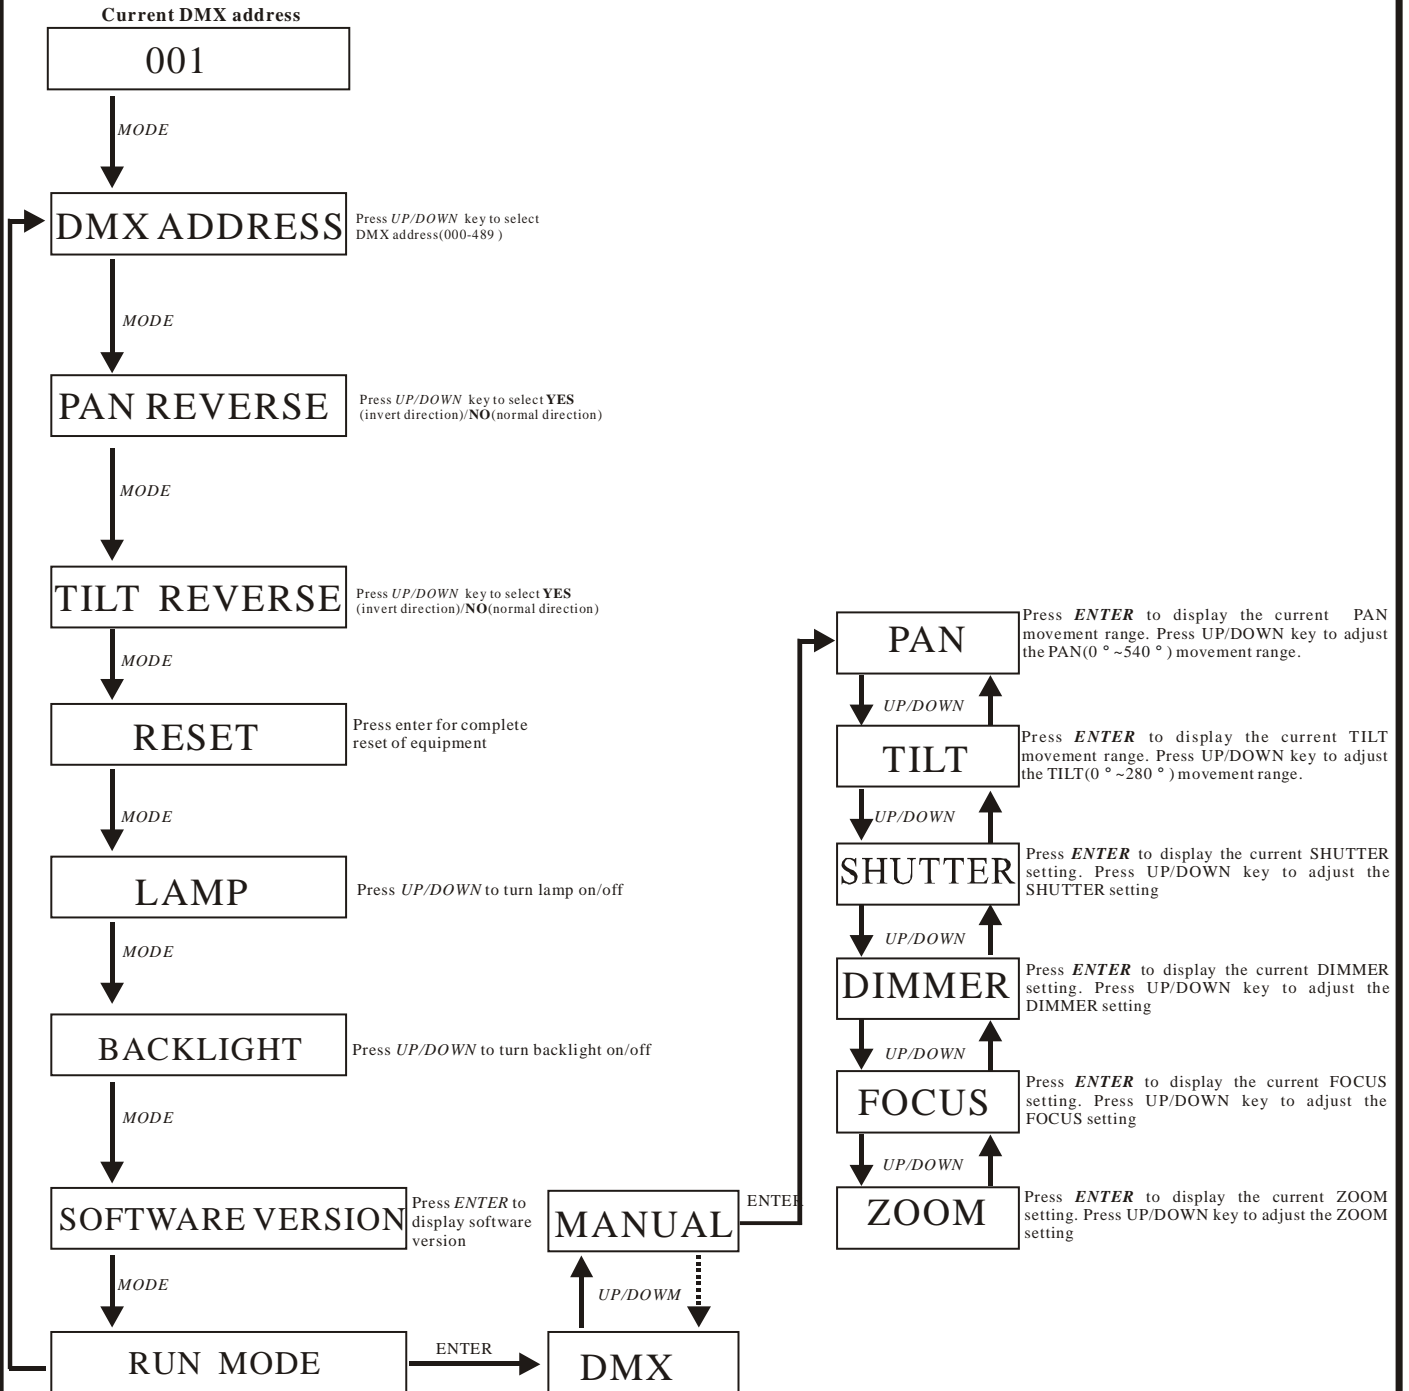 Current DMX address
001
MODE
DMX ADDRESS
Press UP/DOWN key to select
DMX address(000-489 )
MODE
PAN REVERSE
Press UP/DOWN key to select YES
(invert direction)/NO(normal direction)
MODE
TILT REVERSE
Press UP/DOWN key to select YES
(invert direction)/NO(normal direction)
MODE
RESET
Press enter for complete
reset of equipment
MODE
LAMP
Press UP/DOWN to turn lamp on/off
MODE
BACKLIGHT
Press UP/DOWN to turn backlight on/off
MODE
SOFTWARE VERSION
Press ENTER to
display software
version
MODE
RUN MODE
ENTER
DMX
UP/DOWM
MANUAL
ENTER
PAN
Press ENTER to display the current PAN
movement range. Press UP/DOWN key to adjust
the PAN(0 ° ~540 ° ) movement range.
UP/DOWN
TILT
Press ENTER to display the current TILT
movement range. Press UP/DOWN key to adjust
the TILT(0 ° ~280 ° ) movement range.
UP/DOWN
SHUTTER
Press ENTER to display the current SHUTTER
setting. Press UP/DOWN key to adjust the
SHUTTER setting
UP/DOWN
DIMMER
Press ENTER to display the current DIMMER
setting. Press UP/DOWN key to adjust the
DIMMER setting
UP/DOWN
FOCUS
Press ENTER to display the current FOCUS
setting. Press UP/DOWN key to adjust the
FOCUS setting
UP/DOWN
ZOOM
Press ENTER to display the current ZOOM
setting. Press UP/DOWN key to adjust the ZOOM
setting